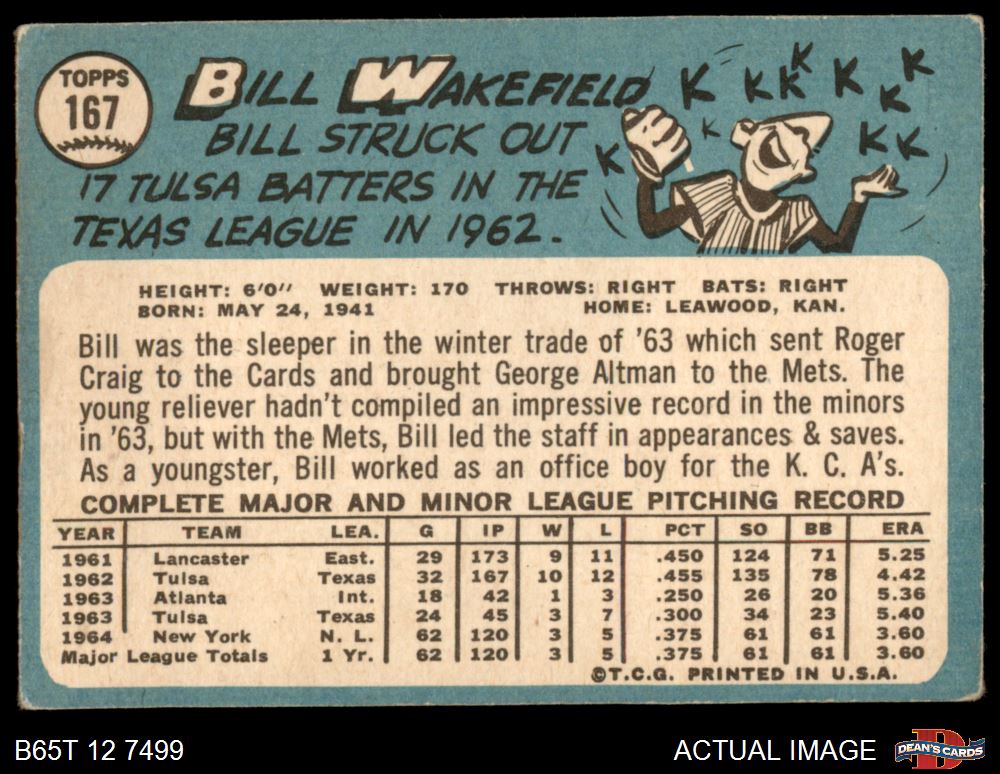 TOPPS
167
BILL WAKEFIELD
BILL STRUCK OUT
17 TULSA BATTERS IN THE
TEXAS LEAGUE IN 1962.
K K K K K K K K K K K
HEIGHT: 6'0" WEIGHT: 170 THROWS: RIGHT BATS: RIGHT
BORN: MAY 24, 1941 HOME: LEAWOOD, KAN.
Bill was the sleeper in the winter trade of '63 which sent Roger
Craig to the Cards and brought George Altman to the Mets. The
young reliever hadn't compiled an impressive record in the minors
in '63, but with the Mets, Bill led the staff in appearances & saves.
As a youngster, Bill worked as an office boy for the K. C. A's.
COMPLETE MAJOR AND MINOR LEAGUE PITCHING RECORD
YEAR TEAM LEA. G IP W L PCT SO BB ERA
1961 Lancaster East. 29 173 9 11 .450 124 71 5.25
1962 Tulsa Texas 32 167 10 12 .455 135 78 4.42
1963 Atlanta Int. 18 42 1 3 .250 26 20 5.36
1963 Tulsa Texas 24 45 3 7 .300 34 23 5.40
1964 New York N. L. 62 120 3 5 .375 61 61 3.60
Major League Totals 1 Yr. 62 120 3 5 .375 61 61 3.60
©T.C.G. PRINTED IN U.S.A.
B65T 12 7499 ACTUAL IMAGE DEAN'S CARDS